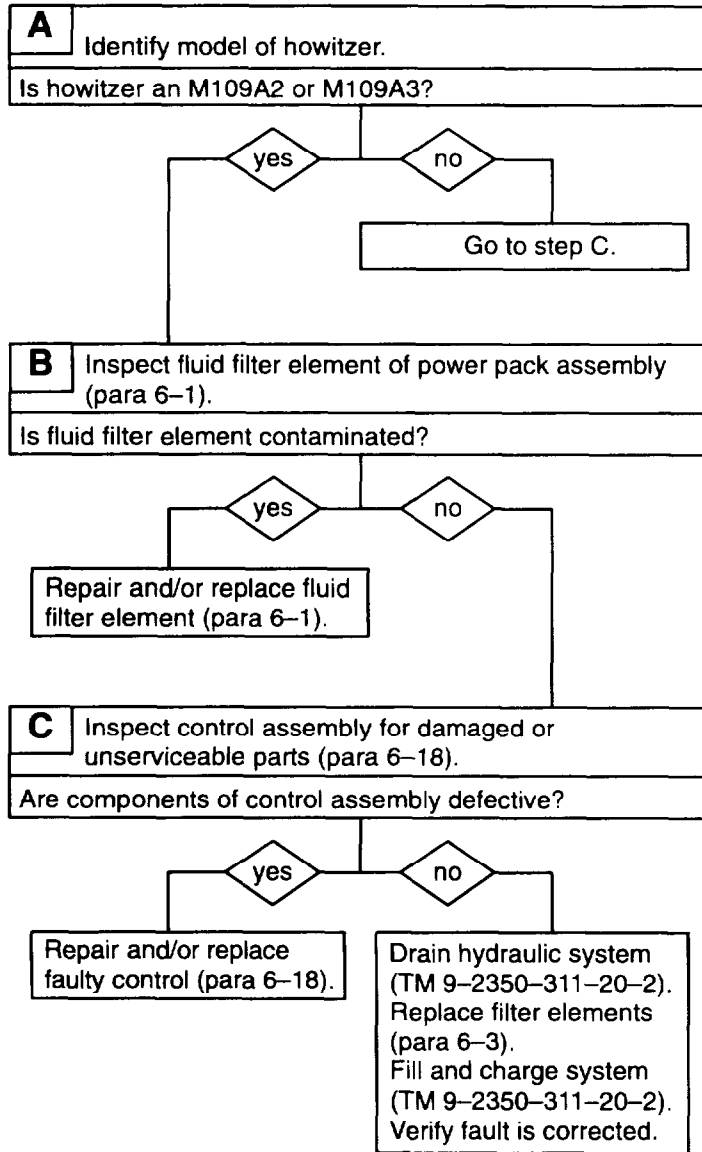 A
Identify model of howitzer.
Is howitzer an M109A2 or M109A3?
yes
no
Go to step C.
B
Inspect fluid filter element of power pack assembly
(para 6–1).
Is fluid filter element contaminated?
yes
no
Repair and/or replace fluid
filter element (para 6–1).
C
Inspect control assembly for damaged or
unserviceable parts (para 6–18).
Are components of control assembly defective?
yes
no
Repair and/or replace
faulty control (para 6–18).
Drain hydraulic system
(TM 9–2350–311–20–2).
Replace filter elements
(para 6–3).
Fill and charge system
(TM 9–2350–311–20–2).
Verify fault is corrected.